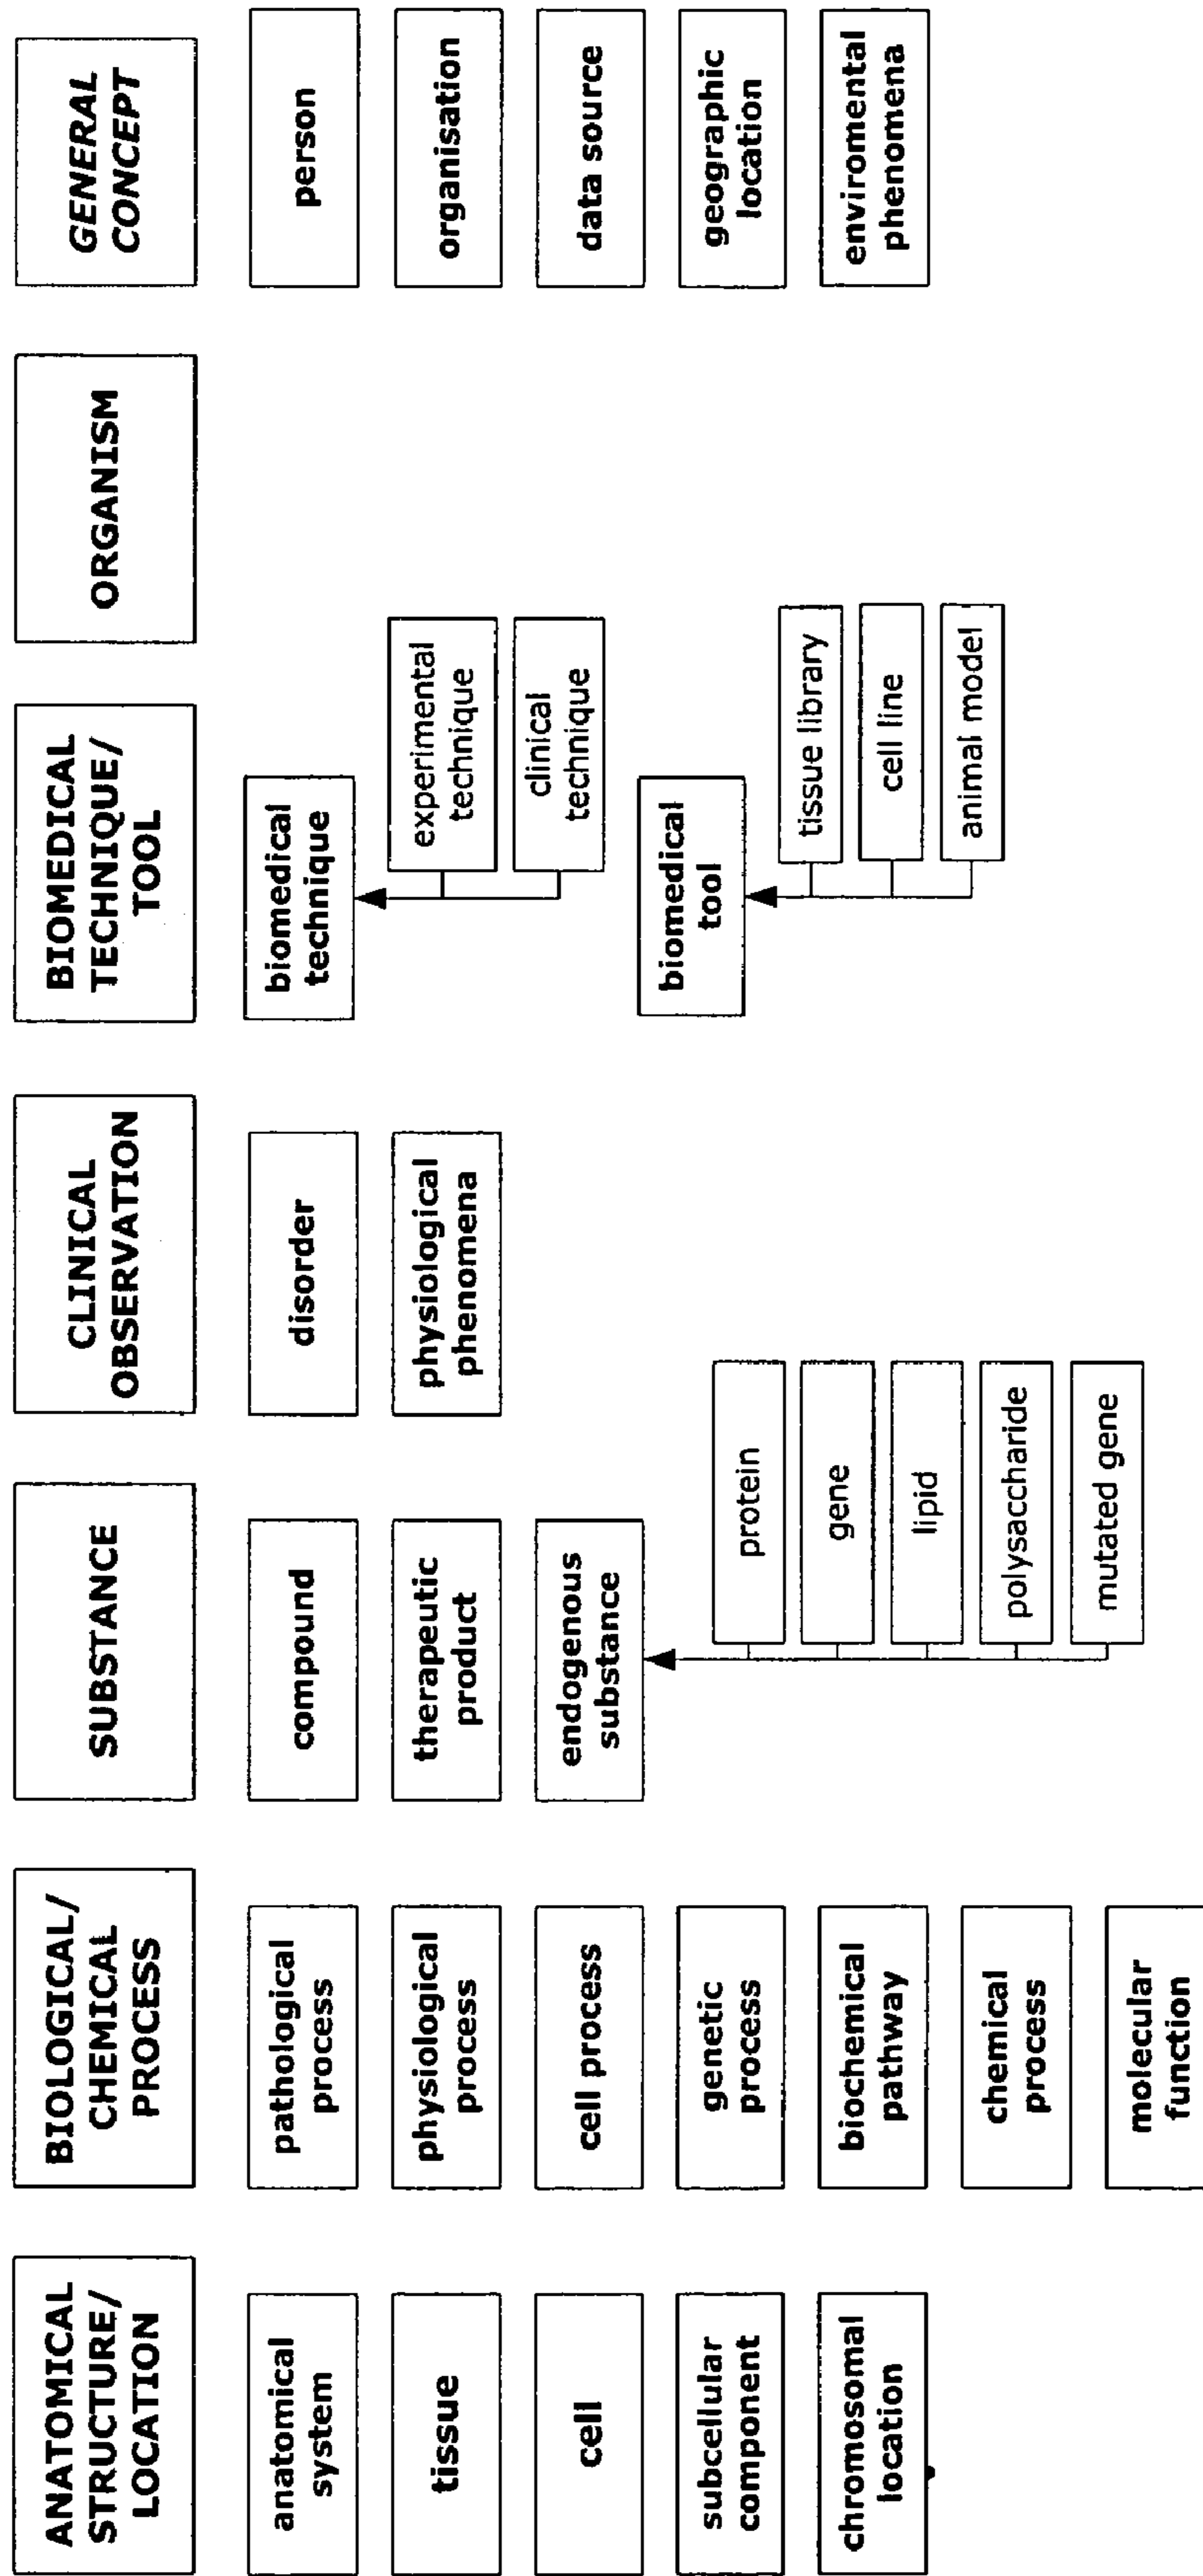 ANATOMICAL
STRUCTURE/
LOCATION
anatomical
system
tissue
cell
subcellular
component
chromosomal
location
BIOLOGICAL/
CHEMICAL
PROCESS
pathological
process
physiological
process
cell process
genetic
process
biochemical
pathway
chemical
process
molecular
function
SUBSTANCE
compound
therapeutic
product
endogenous
substance
protein
gene
lipid
polysaccharide
mutated gene
CLINICAL
OBSERVATION
disorder
physiological
phenomena
BIOMEDICAL
TECHNIQUE/
TOOL
biomedical
technique
experimental
technique
clinical
technique
biomedical
tool
tissue library
cell line
animal model
ORGANISM
GENERAL
CONCEPT
person
organisation
data source
geographic
location
enviromental
phenomena